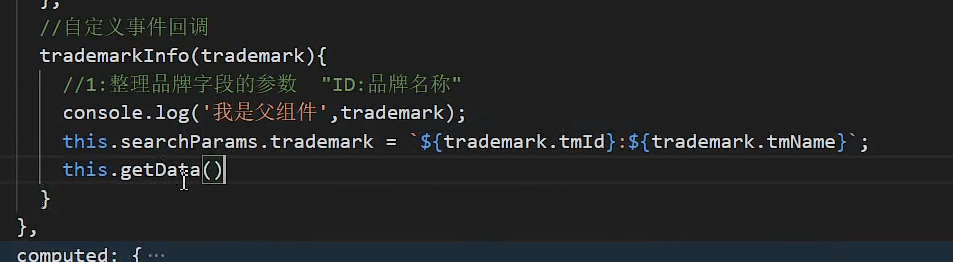 },
//自定义事件回调
trademarkInfo(trademark){
//1:整理品牌字段的参数 "ID:品牌名称"
console.log('我是父组件',trademark);
this.searchParams.trademark = `${trademark.tmId}:${trademark.tmName}`;
this.getData()
}
},
computed: {···